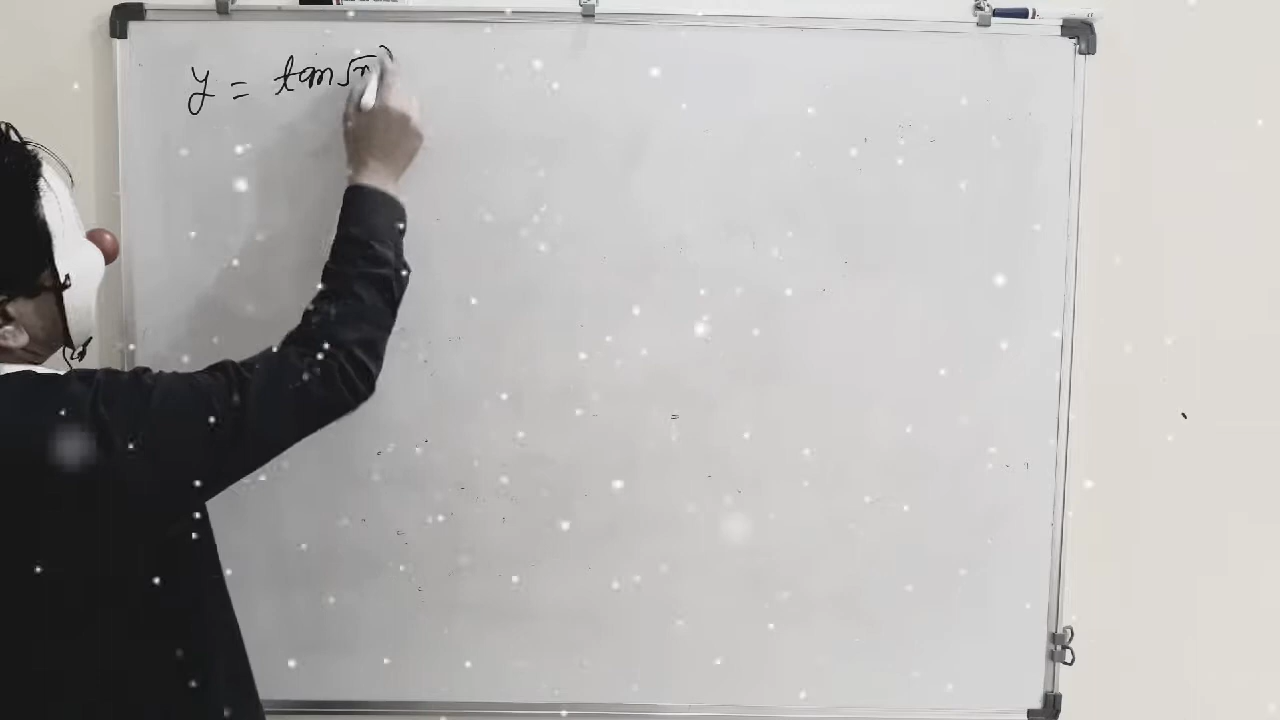 y = tan √x